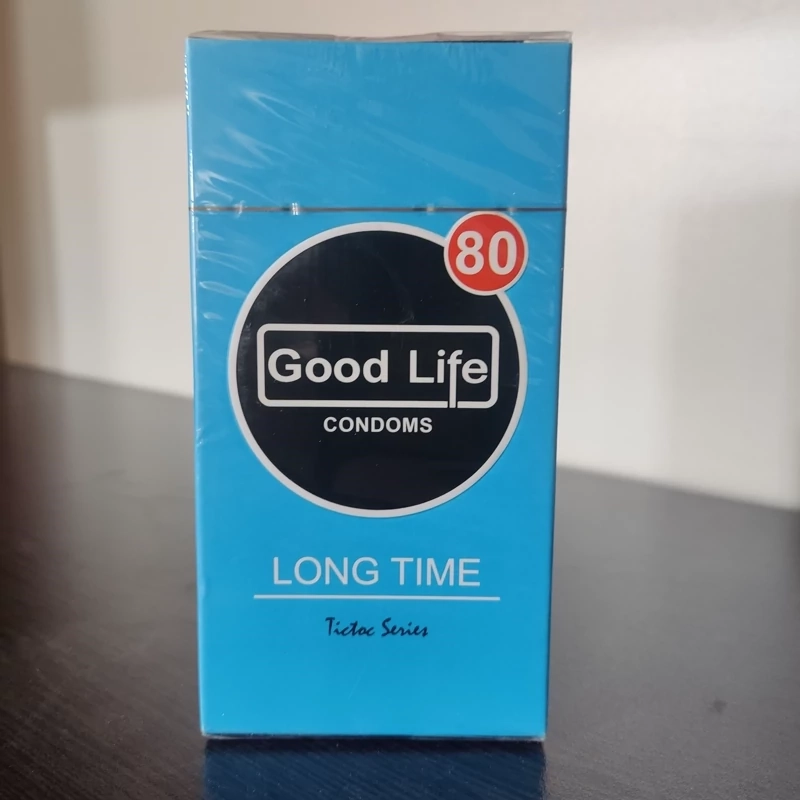 80
Good Life
CONDOMS
LONG TIME
Tictoc Series